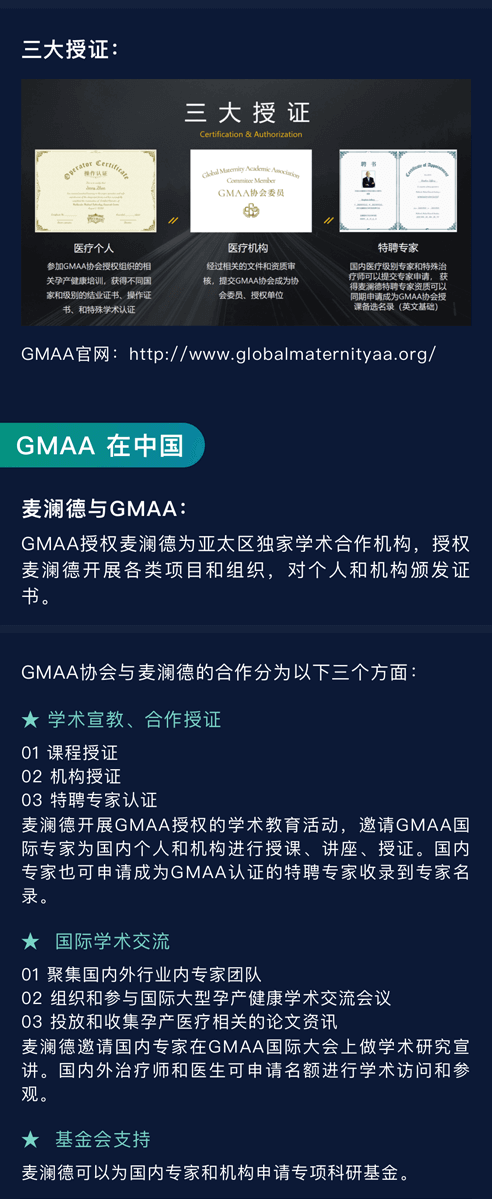 三大授证：
三大授证
Certification & Authorization
Operator Certificate
操作认证
Global Maternity Academic Association
Committee Member
GMAA协会委员
聘 书
Certificate of Appointment
医疗个人
参加GMAA协会授权组织的相
关孕产健康培训，获得不同国
家和级别的结业证书、操作证
书、和特殊学术认证
医疗机构
经过相关的文件和资质审
核，提交GMAA协会成为协
会委员、授权单位
特聘专家
国内医疗级别专家和特殊治
疗师可以提交专家申请， 获
得麦澜德特聘专家资质可以
同期申请成为GMAA协会授
课备选名录（英文基础）
GMAA官网：http://www.globalmaternityaa.org/
GMAA 在中国
麦澜德与GMAA：
GMAA授权麦澜德为亚太区独家学术合作机构，授权
麦澜德开展各类项目和组织，对个人和机构颁发证
书。
GMAA协会与麦澜德的合作分为以下三个方面：
★ 学术宣教、合作授证
01 课程授证
02 机构授证
03 特聘专家认证
麦澜德开展GMAA授权的学术教育活动，邀请GMAA国
际专家为国内个人和机构进行授课、讲座、授证。国内
专家也可申请成为GMAA认证的特聘专家收录到专家名
录。
★ 国际学术交流
01 聚集国内外行业内专家团队
02 组织和参与国际大型孕产健康学术交流会议
03 投放和收集孕产医疗相关的论文资讯
麦澜德邀请国内专家在GMAA国际大会上做学术研究宣
讲。国内外治疗师和医生可申请名额进行学术访问和参
观。
★ 基金会支持
麦澜德可以为国内专家和机构申请专项科研基金。